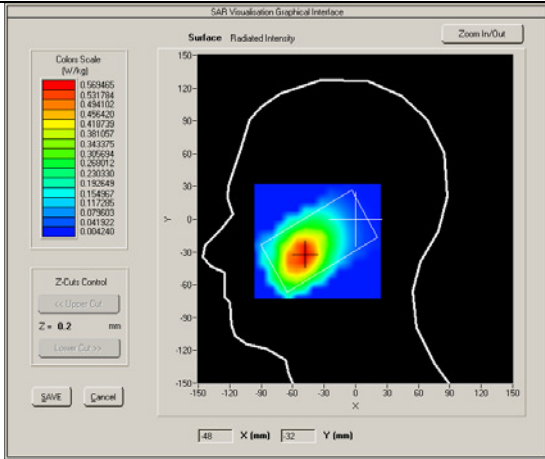 SAR Visualisation Graphical Interface
Surface Radiated Intensity
Zoom In/Out
Colors Scale
(W/kg)
0.569465
0.531784
0.494102
0.456420
0.418739
0.381057
0.343375
0.305694
0.268012
0.230330
0.192649
0.154967
0.117285
0.079603
0.041922
0.004240
Z-Cuts Control
<< Upper Cut
Z = 0.2 mm
Lower Cut >>
SAVE Cancel
150
120
90
60
30
0
-30
-60
-90
-120
-150
Y
-150 -120 -90 -60 -30 0 30 60 90 120 150
X
-48 X (mm) -32 Y (mm)